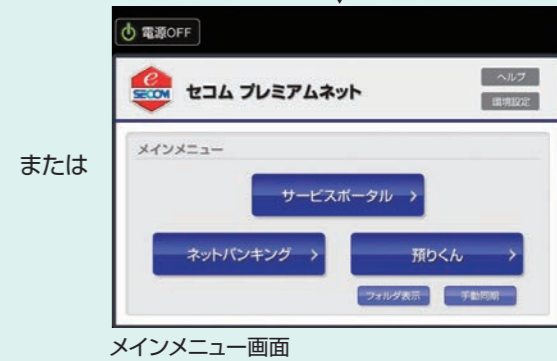 電源OFF
e
SECOM
セコム プレミアムネット
ヘルプ
環境設定
または
メインメニュー
サービスポータル
ネットバンキング
預りくん
フォルダ表示
手動同期
メインメニュー画面